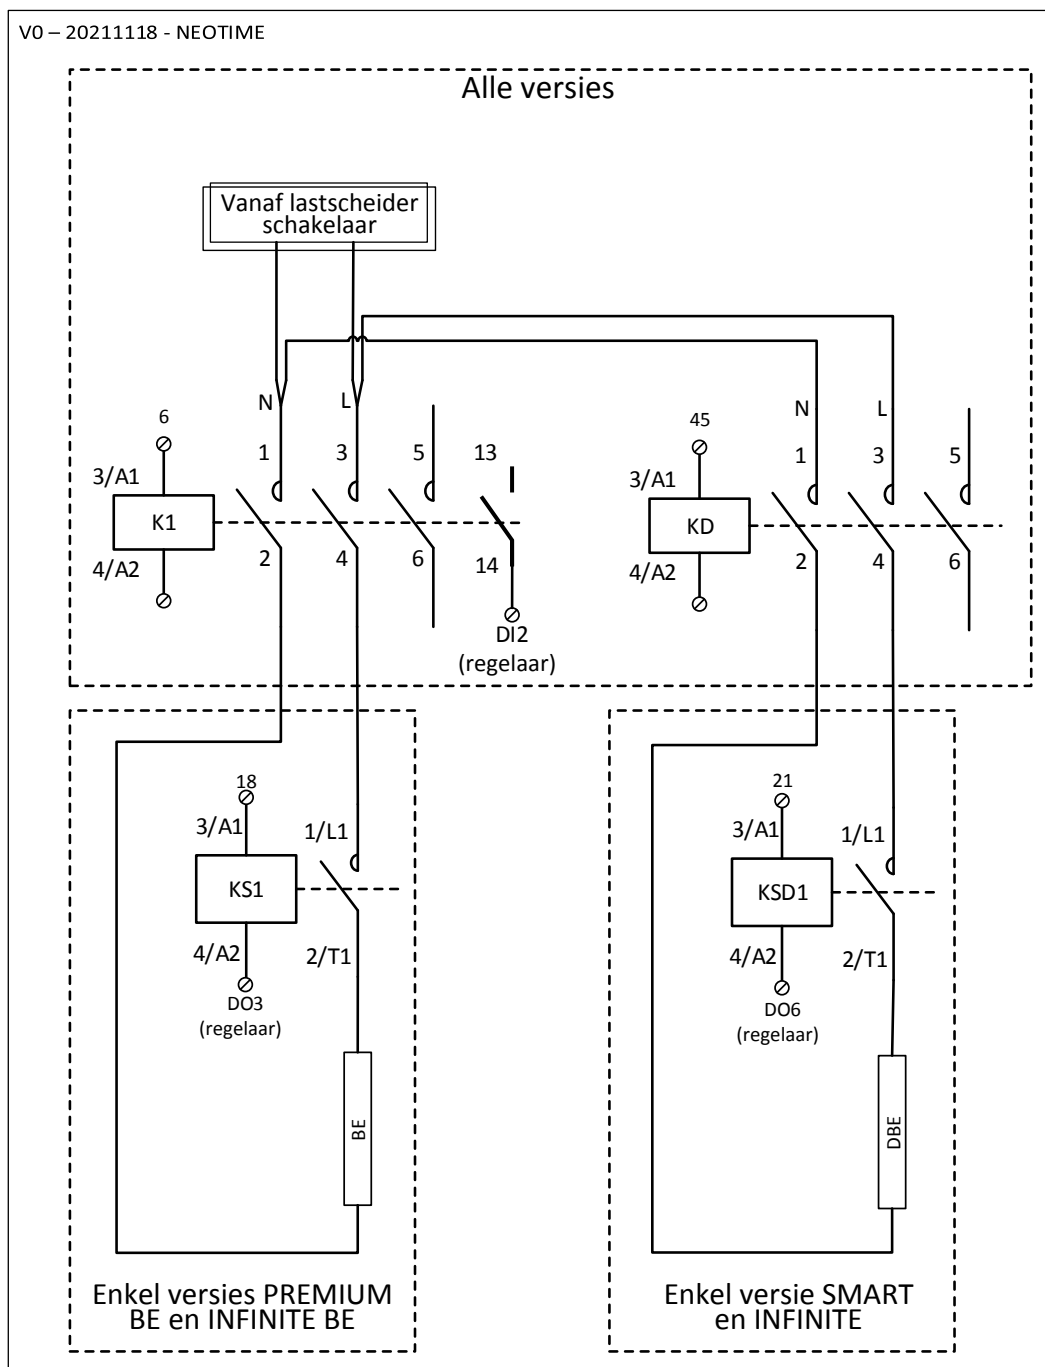 V0 – 20211118 - NEOTIME
Alle versies
Vanaf lastscheider
schakelaar
N L N L
6 45
1 3 5 13 1 3 5
3/A1 3/A1
K1 KD
2 4 6 14 2 4 6
4/A2 4/A2
DI2
(regelaar)
18 21
3/A1 1/L1 3/A1 1/L1
KS1 KSD1
4/A2 2/T1 4/A2 2/T1
DO3 DO6
(regelaar) (regelaar)
BE DBE
Enkel versies PREMIUM
BE en INFINITE BE
Enkel versie SMART
en INFINITE